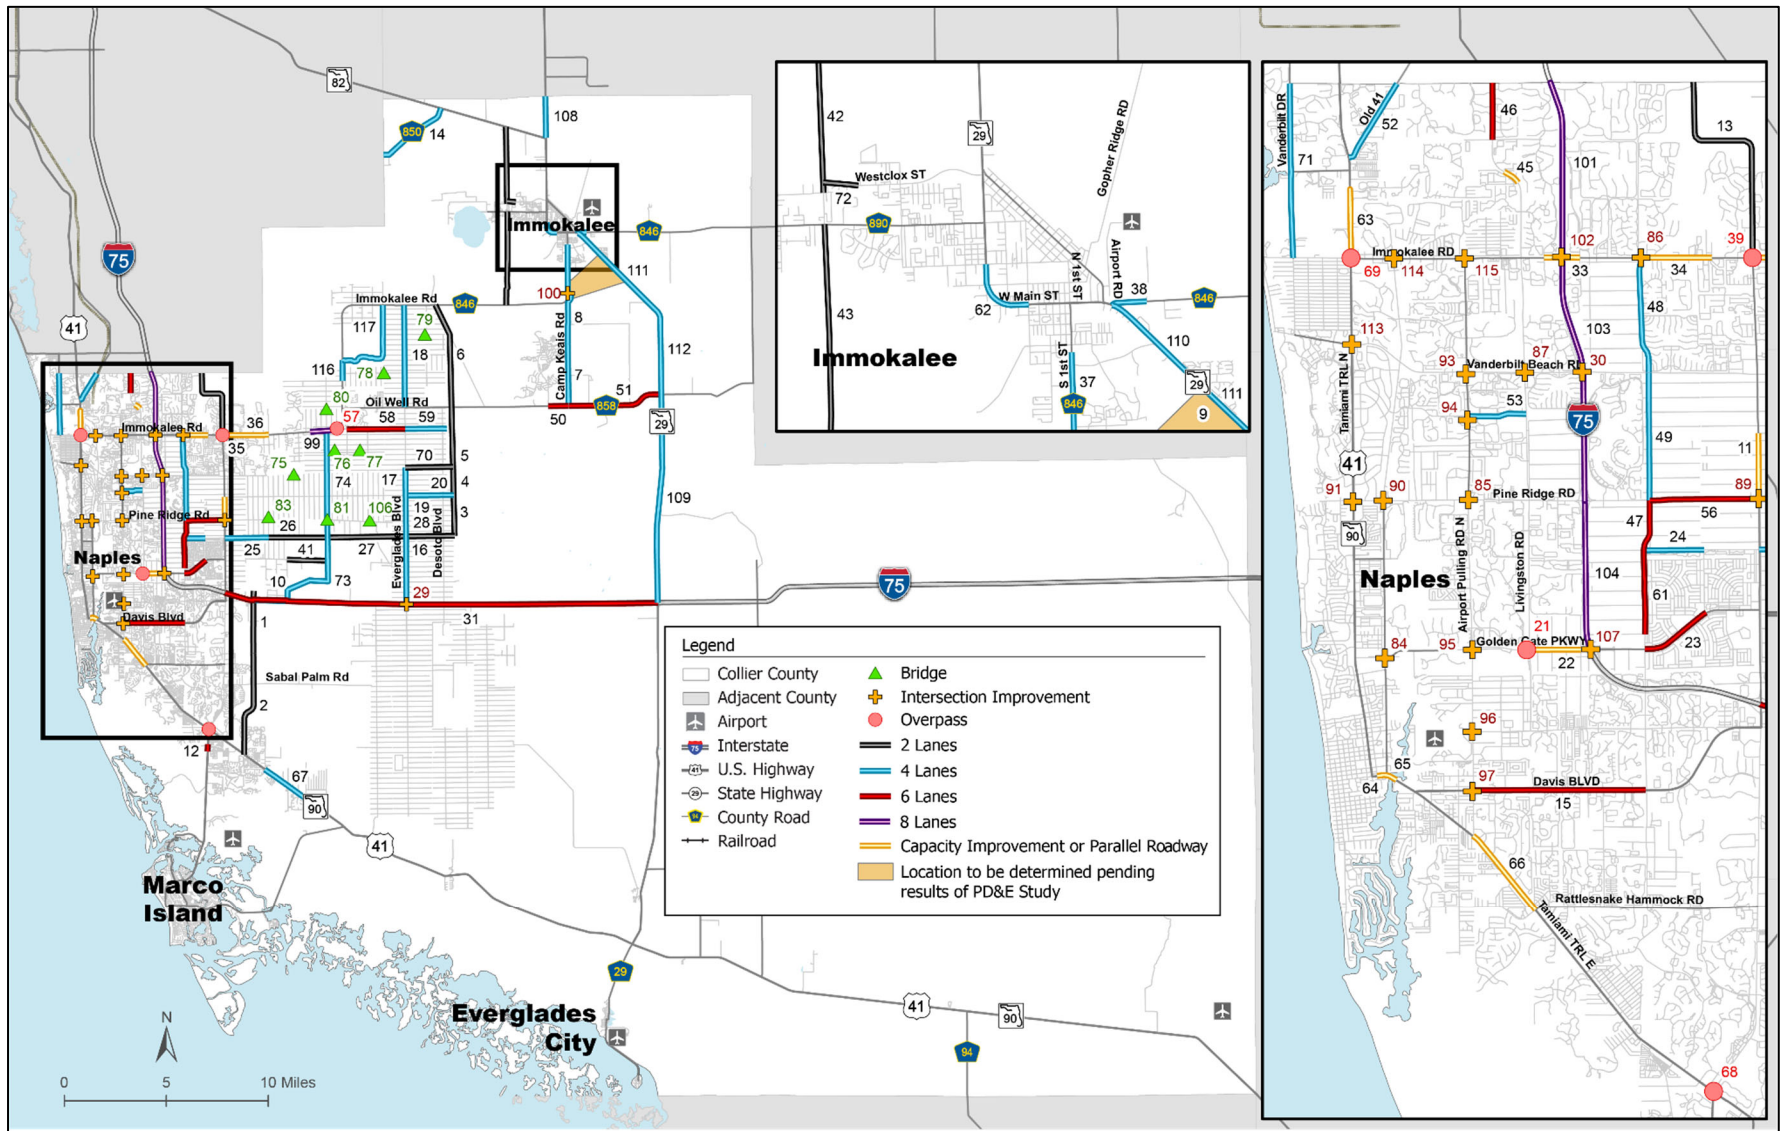 82
850
14
108
Immokalee
846
75
41
100
111
Immokalee Rd
846
79
117
18
6
8
Camp Keais Rd
7
112
116
78
80
Oil Well Rd
57
58
59
51
858
50
29
36
Immokalee Rd
35
99
75
76
77
74
70
5
17
20
4
83
81
106
19
28
3
26
Pine Ridge Rd
25
41
27
16
Everglades Blvd
Desoto Blvd
109
Naples
10
73
29
31
75
Davis Blvd
1
Sabal Palm Rd
2
12
67
90
41
Marco
Island
Everglades
City
29
41
90
94
N
0
5
10 Miles
42
29
Gopher Ridge RD
Westclox ST
72
890
43
N 1st ST
Airport RD
W Main ST
62
38
846
110
S 1st ST
37
846
29
111
9
Immokalee
Legend
Collier County
Adjacent County
Airport
75
Interstate
41
U.S. Highway
29
State Highway
94
County Road
Railroad
Bridge
Intersection Improvement
Overpass
2 Lanes
4 Lanes
6 Lanes
8 Lanes
Capacity Improvement or Parallel Roadway
Location to be determined pending
results of PD&E Study
Vanderbilt DR
Old 41
52
46
13
71
45
101
63
102
86
39
Immokalee RD
69
114
115
33
34
48
113
103
Tamiami TRL N
93
87
30
Vanderbilt Beach RD
94
53
75
41
49
11
91
90
85
Pine Ridge RD
89
56
90
47
24
Naples
Airport Pulling RD N
Livingston RD
104
61
21
84
95
Golden Gate PKWY
107
22
23
96
65
97
Davis BLVD
64
15
66
Rattlesnake Hammock RD
Tamiami TRL E
68